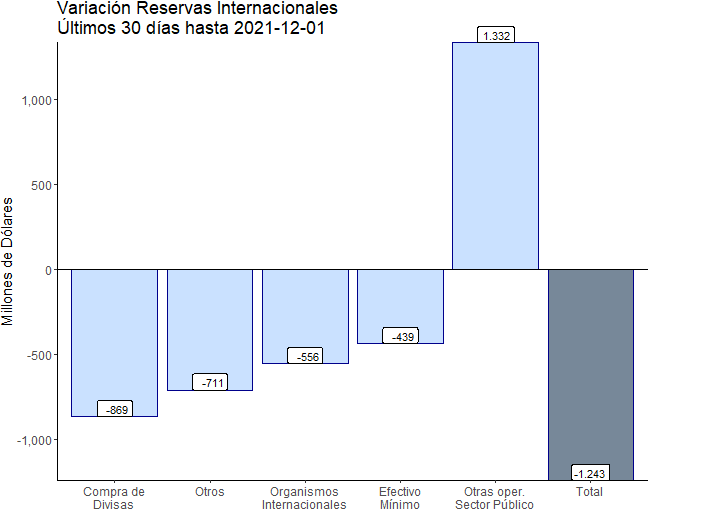 Variación Reservas Internacionales
Últimos 30 días hasta 2021-12-01
Millones de Dólares
1,000
500
0
-500
-1,000
-869
-711
-556
-439
1.332
-1.243
Compra de
Divisas
Otros
Organismos
Internacionales
Efectivo
Mínimo
Otras oper.
Sector Público
Total